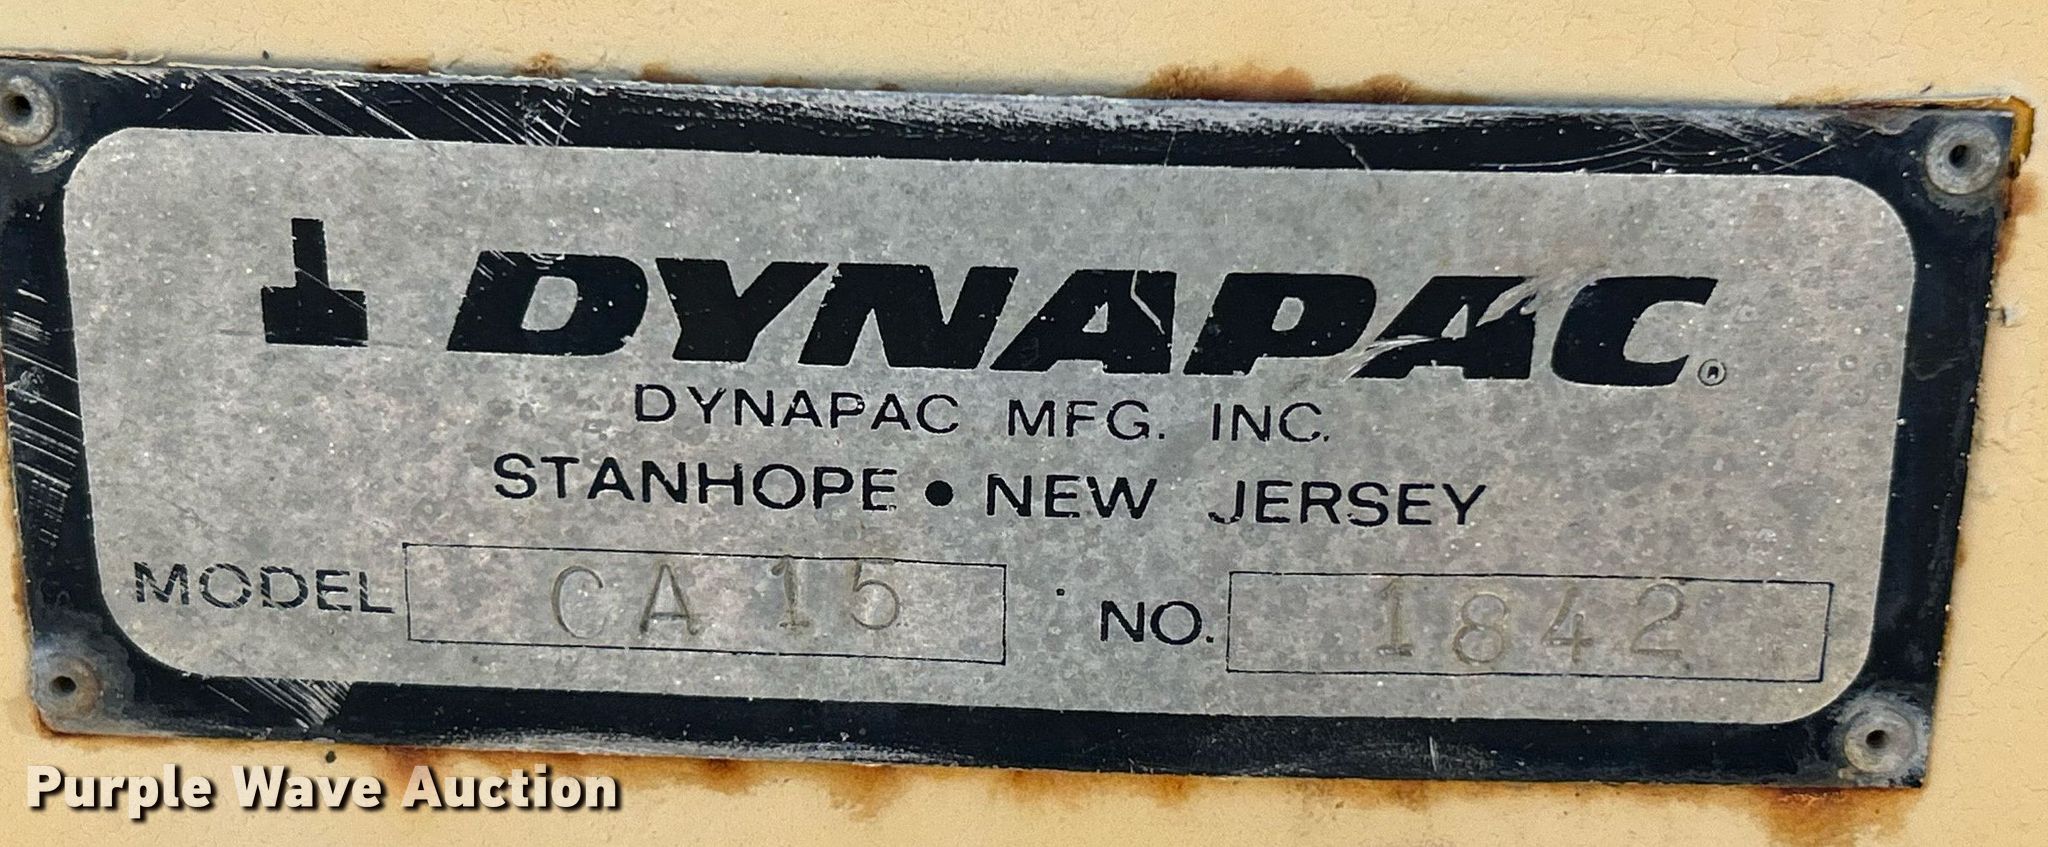 DYNAPAC®
DYNAPAC MFG. INC.
STANHOPE • NEW JERSEY
MODEL CA 15 NO. 1842
Purple Wave Auction